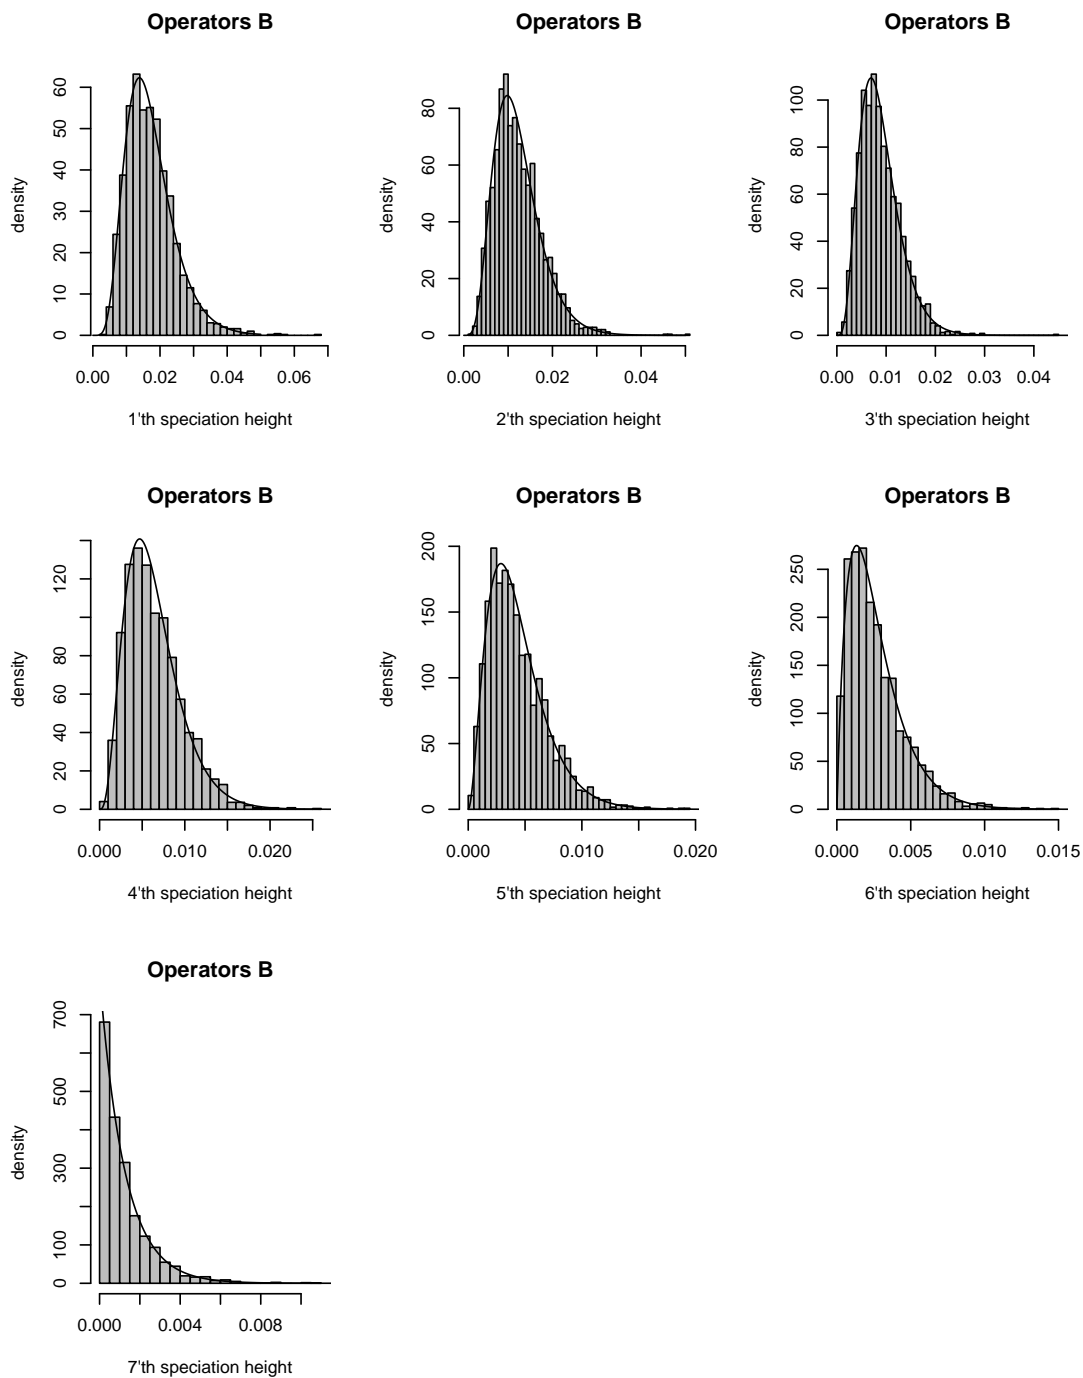 Operators B
density
0 10 20 30 40 50 60
0.00 0.02 0.04 0.06
1'th speciation height
Operators B
density
0 20 40 60 80
0.00 0.02 0.04
2'th speciation height
Operators B
density
0 20 40 60 80 100
0.00 0.01 0.02 0.03 0.04
3'th speciation height
Operators B
density
0 20 40 60 80 120
0.000 0.010 0.020
4'th speciation height
Operators B
density
0 50 100 150 200
0.000 0.010 0.020
5'th speciation height
Operators B
density
0 50 100 150 200 250
0.000 0.005 0.010 0.015
6'th speciation height
Operators B
density
0 100 300 500 700
0.000 0.004 0.008
7'th speciation height